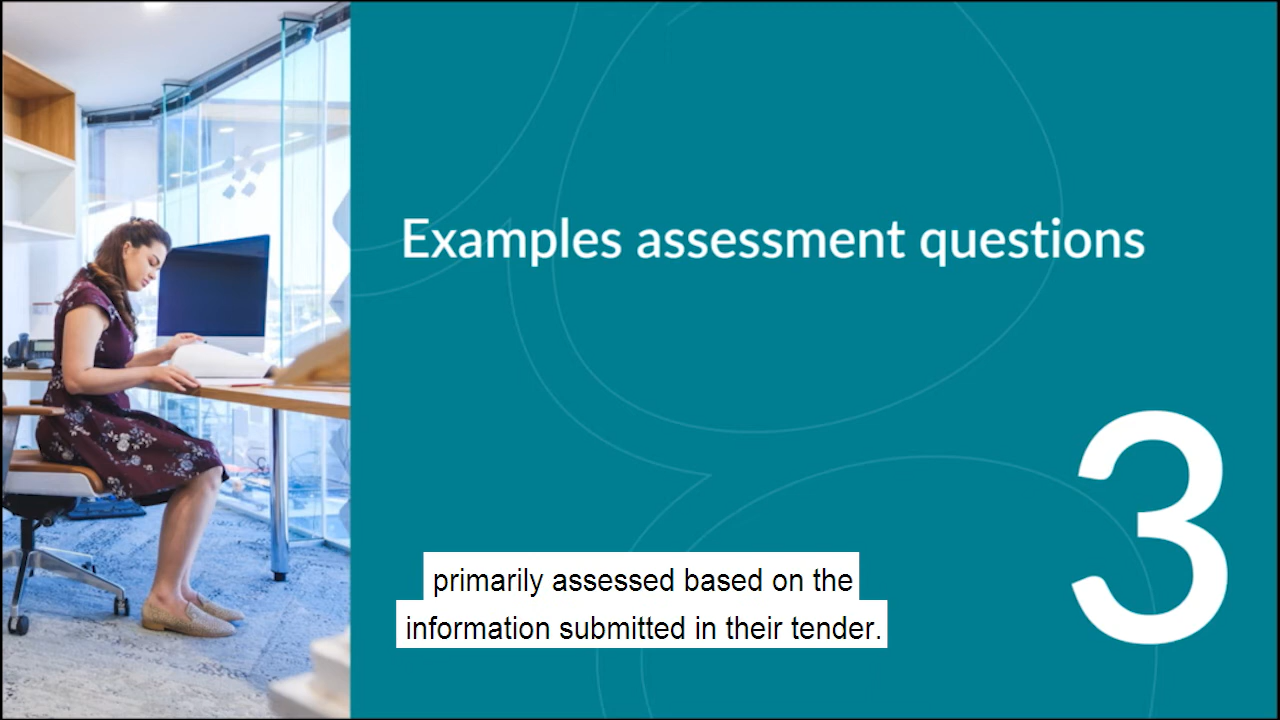 Examples assessment questions
3
primarily assessed based on the
information submitted in their tender.